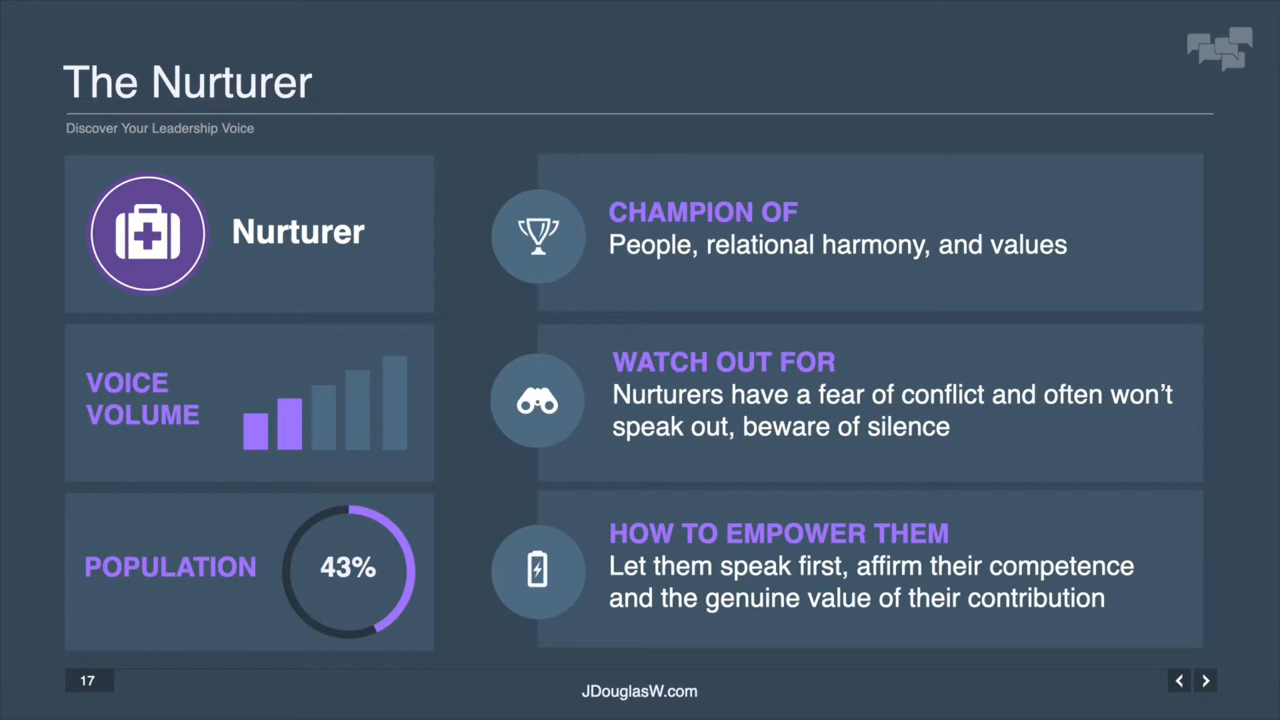 The Nurturer
Discover Your Leadership Voice
Nurturer
VOICE
VOLUME
POPULATION
43%
CHAMPION OF
People, relational harmony, and values
WATCH OUT FOR
Nurturers have a fear of conflict and often won’t
speak out, beware of silence
HOW TO EMPOWER THEM
Let them speak first, affirm their competence
and the genuine value of their contribution
17
JDouglasW.com